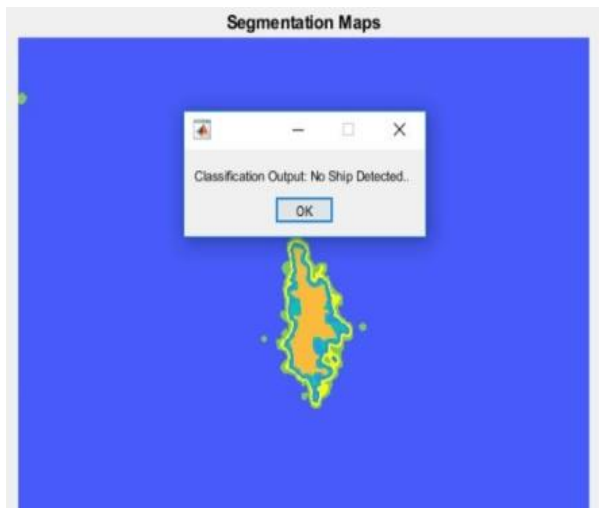 Segmentation Maps
Classification Output: No Ship Detected..
OK